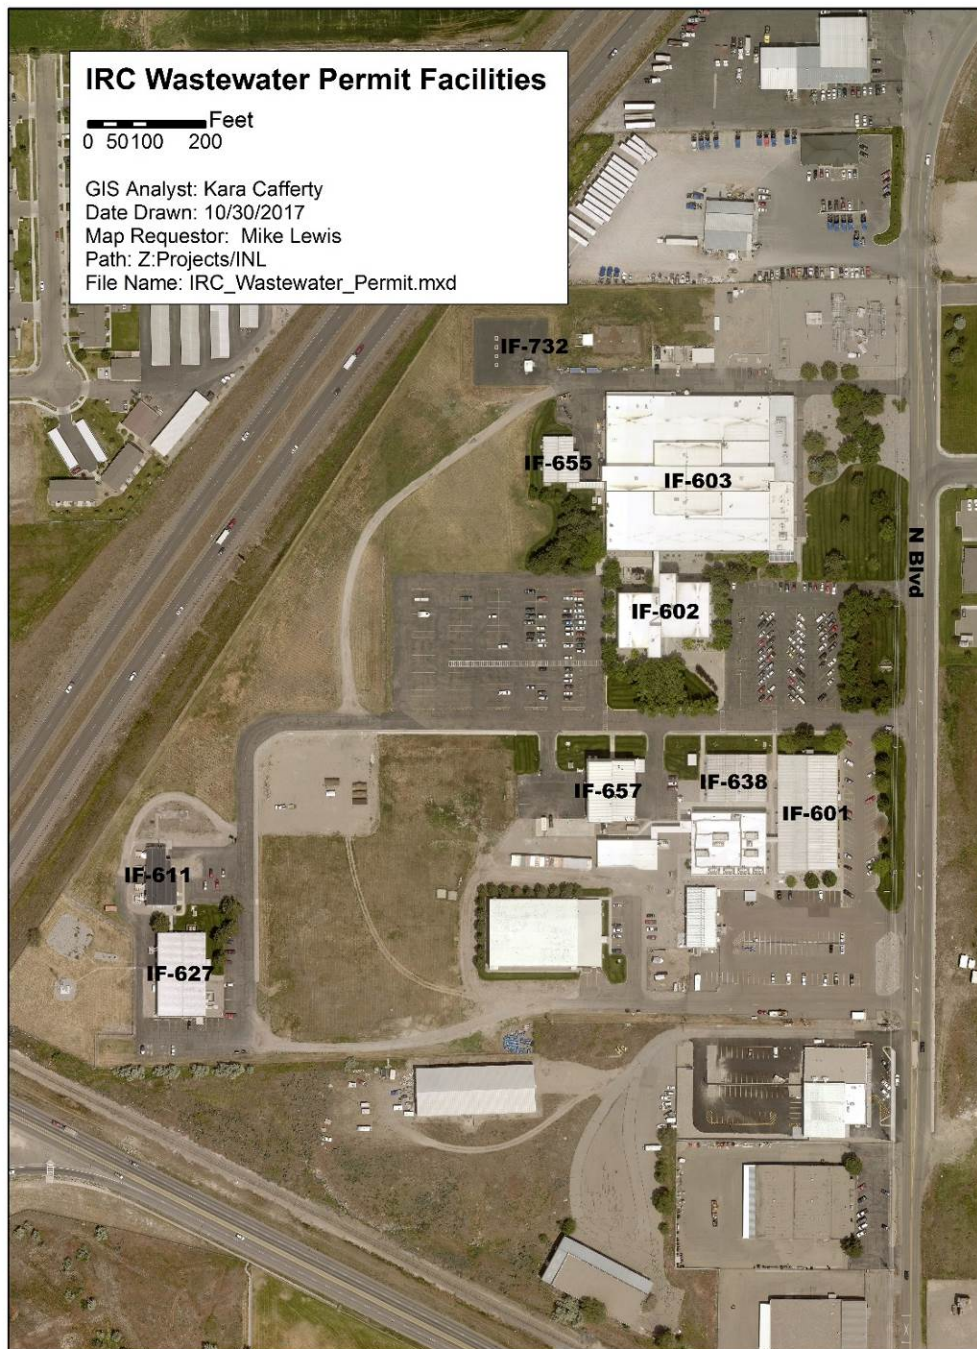 IRC Wastewater Permit Facilities
Feet
0 50 100 200
GIS Analyst: Kara Cafferty
Date Drawn: 10/30/2017
Map Requestor: Mike Lewis
Path: Z:Projects/INL
File Name: IRC_Wastewater_Permit.mxd
IF-732
IF-655
IF-603
N Blvd
IF-602
IF-657
IF-638
IF-601
IF-611
IF-627